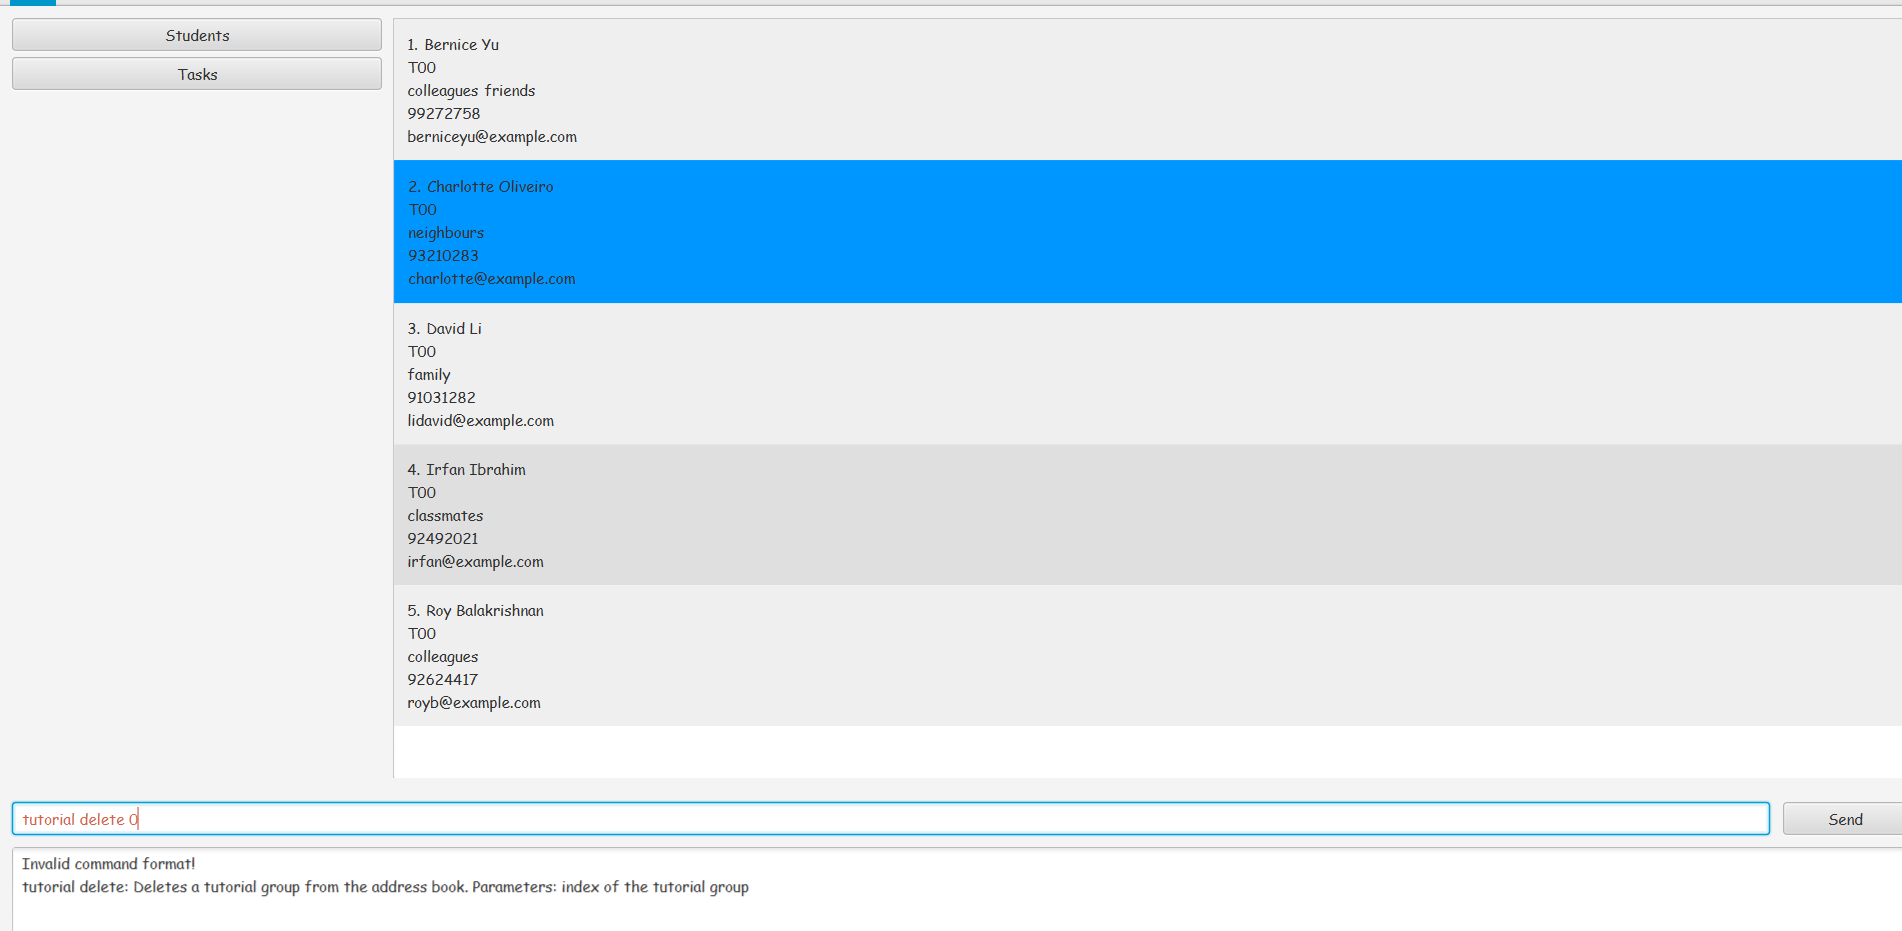 Students
Tasks
1. Bernice Yu
T00
colleagues friends
99272758
berniceyu@example.com
2. Charlotte Oliveiro
T00
neighbours
93210283
charlotte@example.com
3. David Li
T00
family
91031282
lidavid@example.com
4. Irfan Ibrahim
T00
classmates
92492021
irfan@example.com
5. Roy Balakrishnan
T00
colleagues
92624417
royb@example.com
tutorial delete 0
Send
Invalid command format!
tutorial delete: Deletes a tutorial group from the address book. Parameters: index of the tutorial group